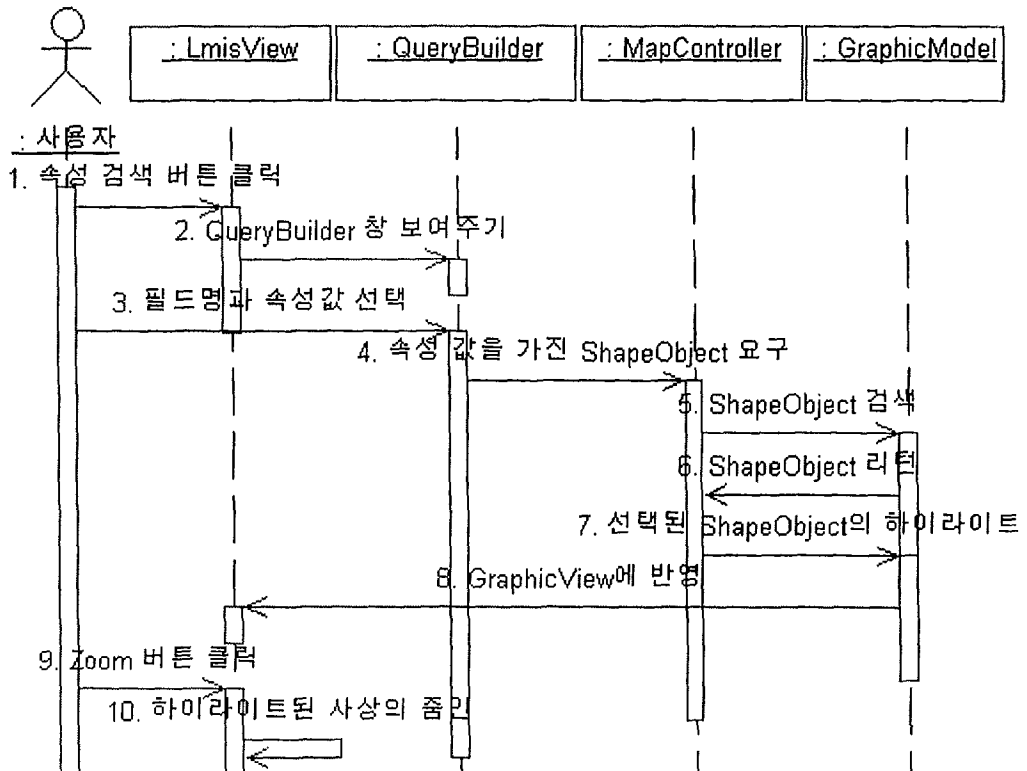 : LmisView
: QueryBuilder
: MapController
: GraphicModel
: 사용자
1. 속성 검색 버튼 클릭
2. QueryBuilder 창 보여주기
3. 필드명과 속성값 선택
4. 속성 값을 가진 ShapeObject 요구
5. ShapeObject 검색
6. ShapeObject 리턴
7. 선택된 ShapeObject의 하이라이트
8. GraphicView에 반영
9. Zoom 버튼 클릭
10. 하이라이트된 사상의 줌인